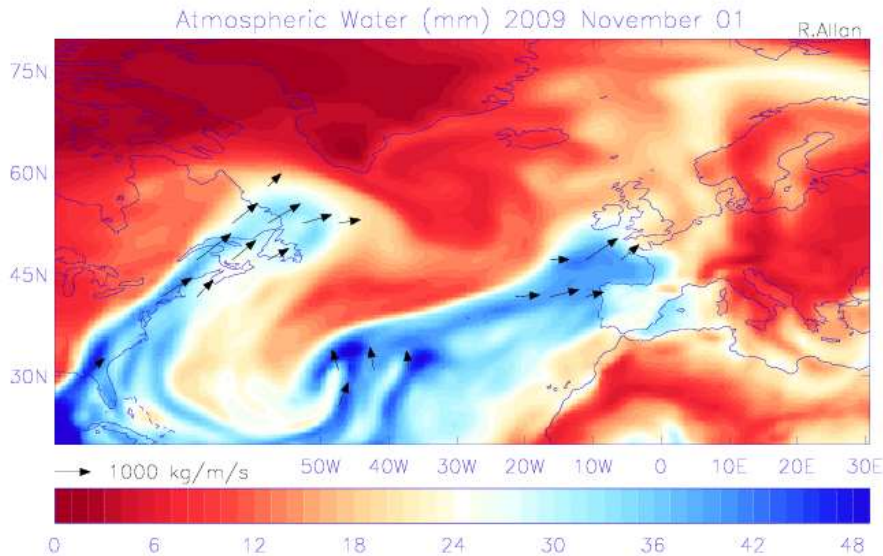 Atmospheric Water (mm) 2009 November 01
R.Allan
75N
60N
45N
30N
1000 kg/m/s
50W 40W 30W 20W 10W 0 10E 20E 30E
0 6 12 18 24 30 36 42 48